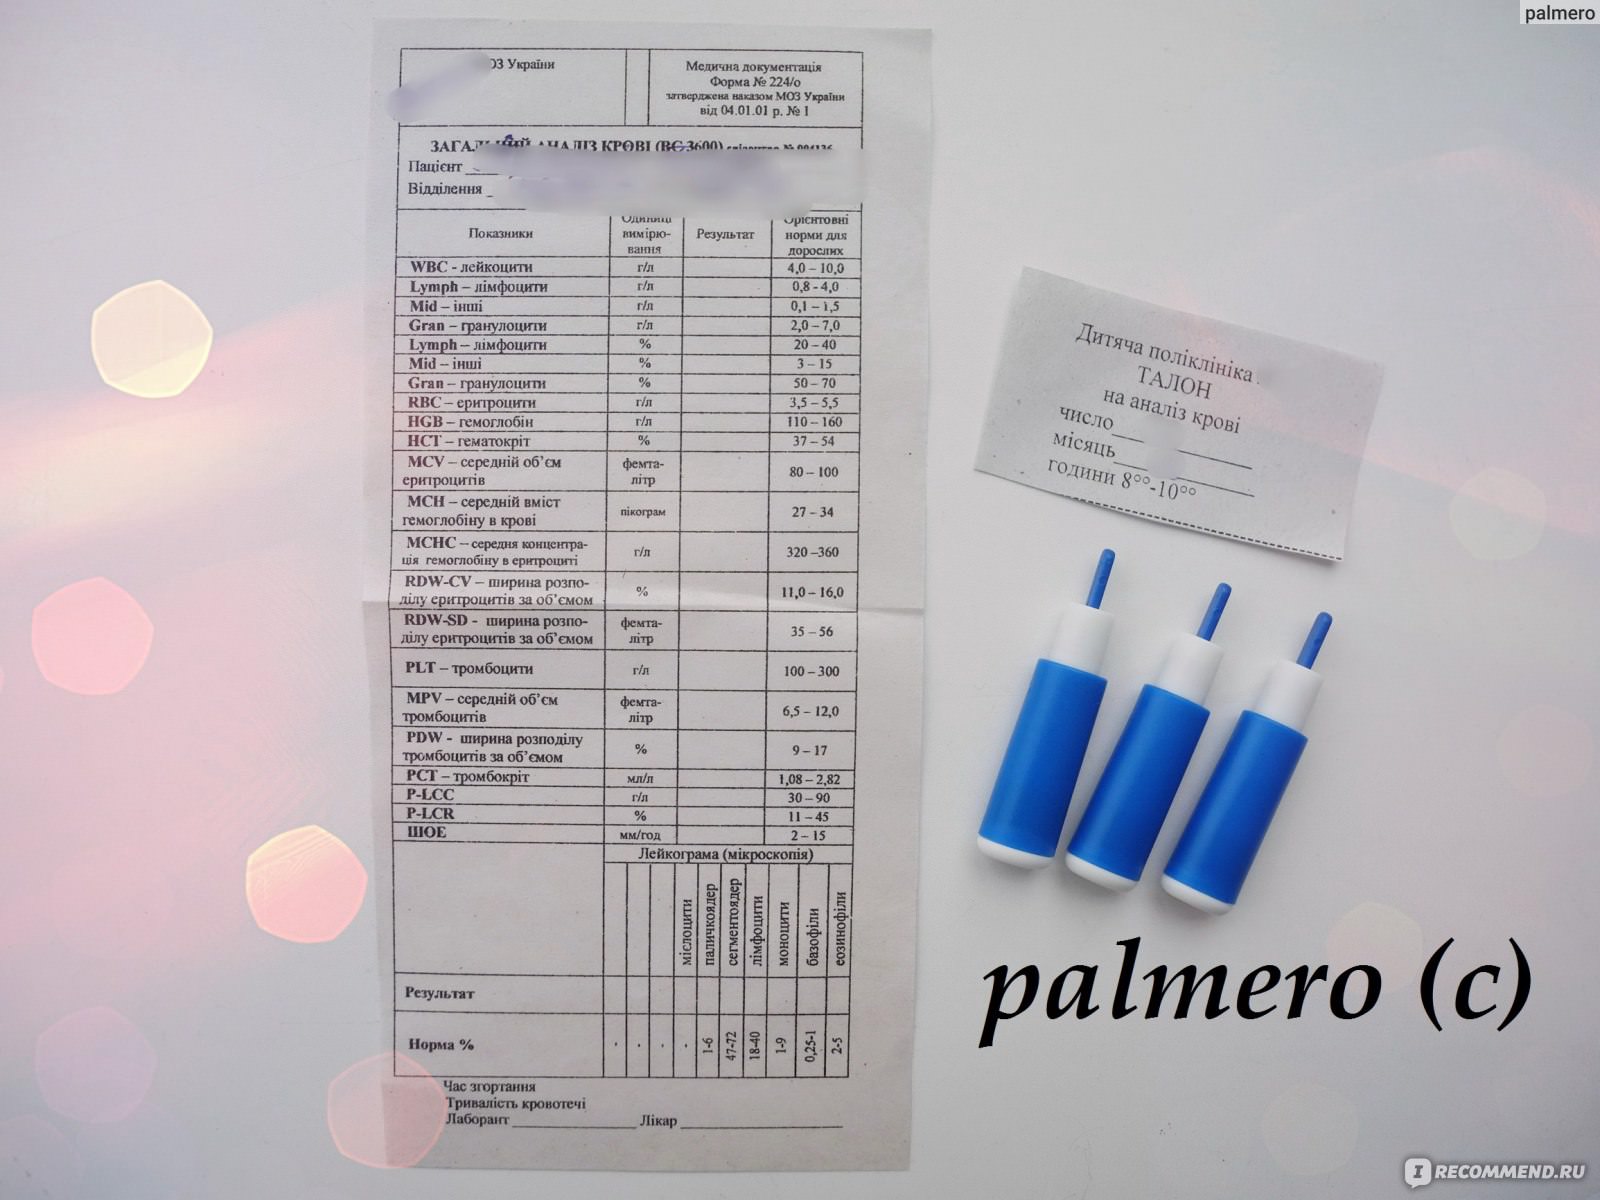 palmero
ОЗ України
Медична документація
Форма № 224/о
затверджена наказом МОЗ України
від 04.01.01 р. № 1
АНАЛІЗ КРОВІ (ВС 3600)
Пацієнт
Відділення
Показники
Одиниці вимірю-вання
Результат
Орієнтовні норми для дорослих
WBC - лейкоцити г/л 4,0 – 10,0
Lymph – лімфоцити г/л 0,8 - 4,0
Mid – інші г/л 0,1 – 1,5
Gran – гранулоцити г/л 2,0 – 7,0
Lymph – лімфоцити % 20 – 40
Mid – інші % 3 – 15
Gran – гранулоцити % 50 – 70
RBC – еритроцити г/л 3,5 – 5,5
HGB – гемоглобін г/л 110 – 160
HCT – гематокріт % 37 – 54
MCV – середній об’єм
еритроцитів
фемта-
літр
80 – 100
MCH – середній вміст
гемоглобіну в крові
пікограм
27 – 34
MCHC – середня концентра-
ція гемоглобіну в еритроциті
г/л
320 –360
RDW-CV – ширина розпо-
ділу еритроцитів за об’ємом
%
11,0 – 16,0
RDW-SD - ширина розпо-
ділу еритроцитів за об’ємом
фемта-
літр
35 – 56
PLT – тромбоцити г/л 100 – 300
MPV – середній об’єм
тромбоцитів
фемта-
літр
6,5 – 12,0
PDW - ширина розподілу
тромбоцитів за об’ємом
%
9 – 17
PCT – тромбокріт мл/л 1,08 – 2,82
P-LCC г/л 30 – 90
P-LCR % 11 – 45
ШОЕ мм/год 2 – 15
Лейкограма (мікроскопія)
мієлоцити
паличкоядер
сегментоядер
лімфоцити
моноцити
базофіли
еозинофіли
Результат
Норма % - - - - 1-6 47-72 18-40 1-9 0,25-1 2-5
Час згортання
Тривалість кровотечі
Лаборант Лікар
Дитяча поліклініка
ТАЛОН
на аналіз крові
число
місяць
години 8°°-10°°
palmero (c)
IRECOMMEND.RU